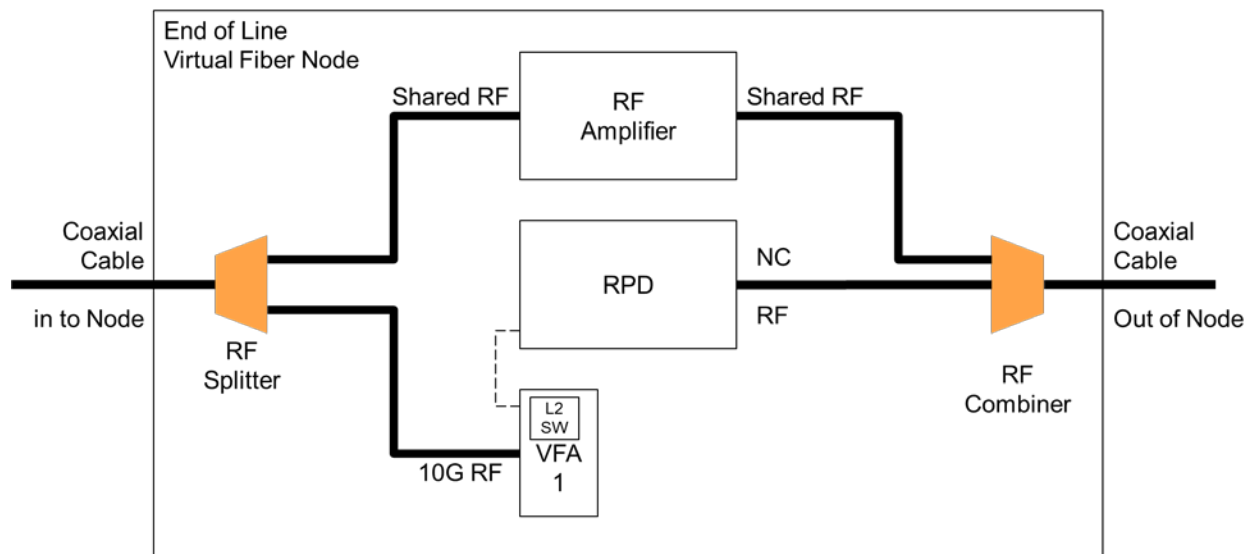 End of Line
Virtual Fiber Node
Shared RF
RF
Amplifier
Shared RF
Coaxial
Cable
in to Node
RF
Splitter
RPD
NC
RF
Coaxial
Cable
Out of Node
RF
Combiner
L2
SW
VFA
1
10G RF